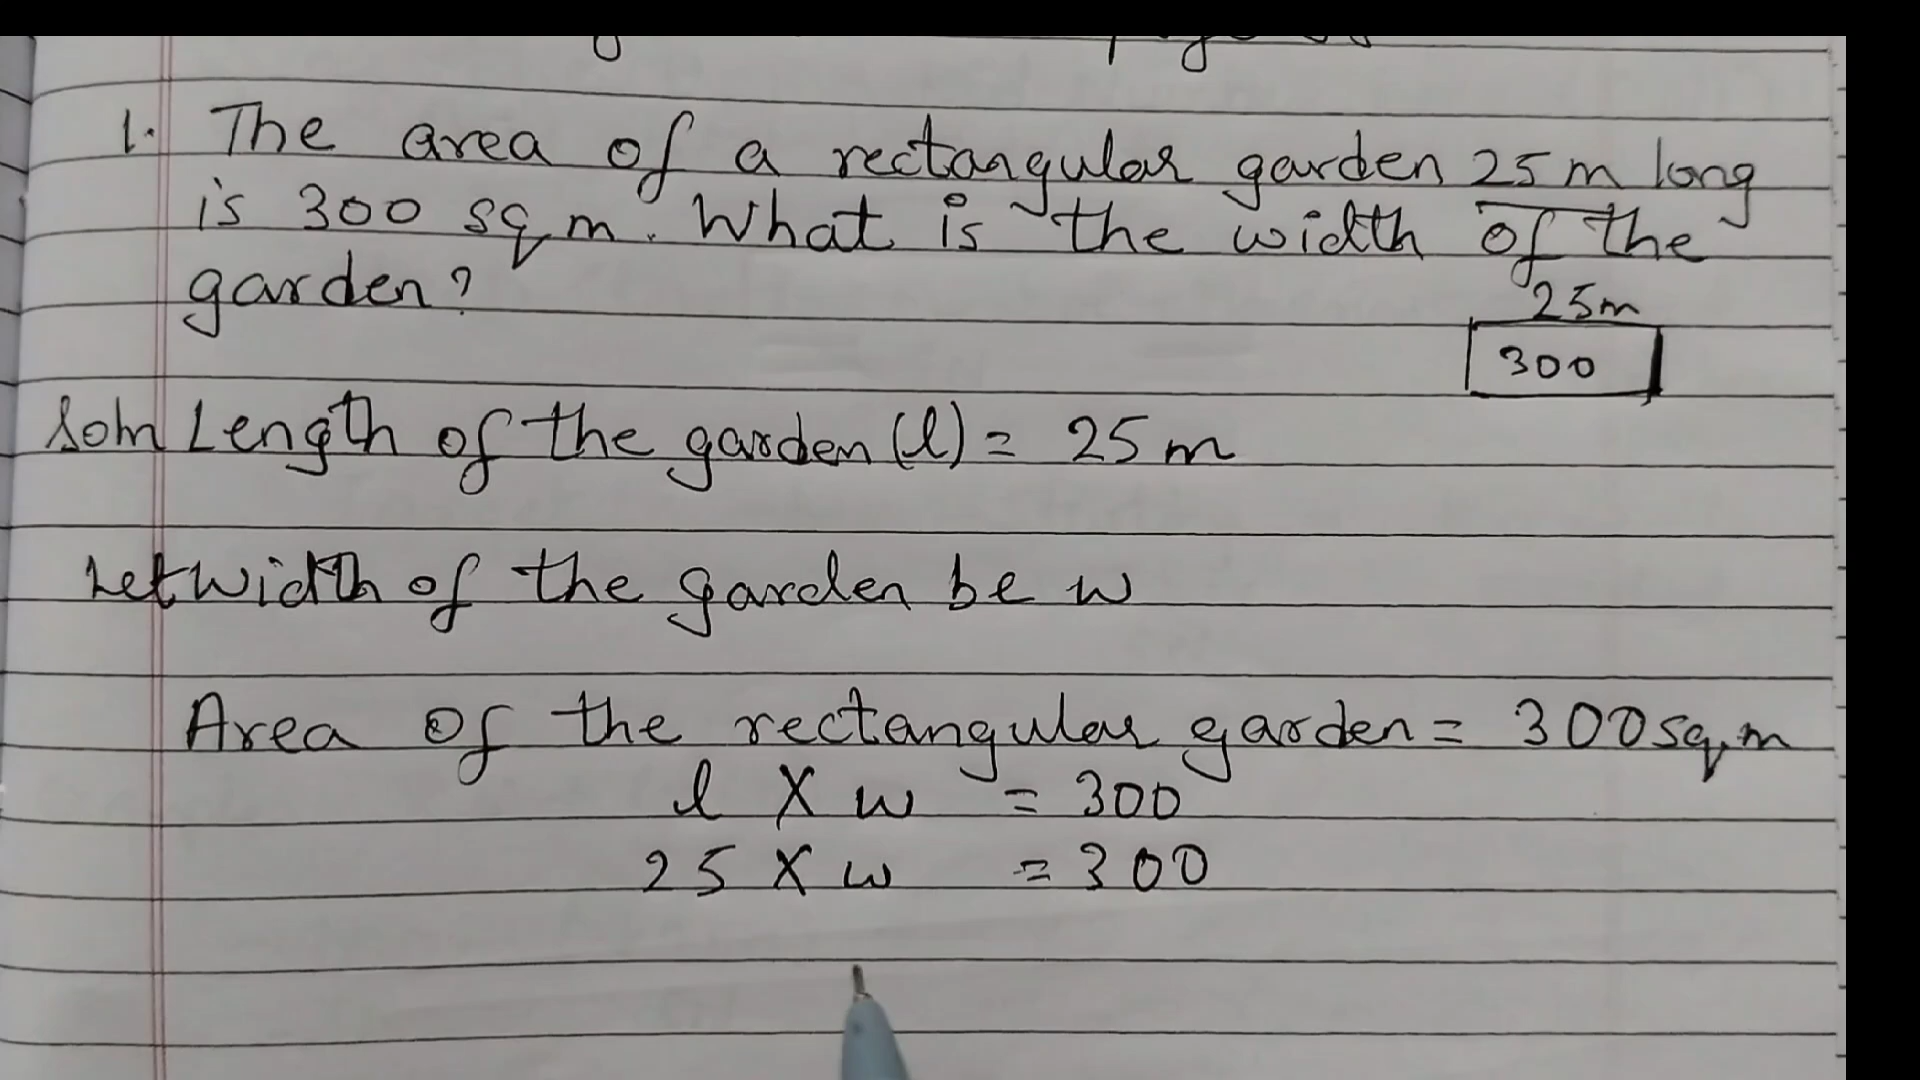 1. The area of a rectangular garden 25m long
is 300 sq m. What is the width of the
garden?
25m
300
Soln Length of the garden (l) = 25 m
Let width of the garden be w
Area of the rectangular garden = 300 sq m
l X w = 300
25 X w = 300